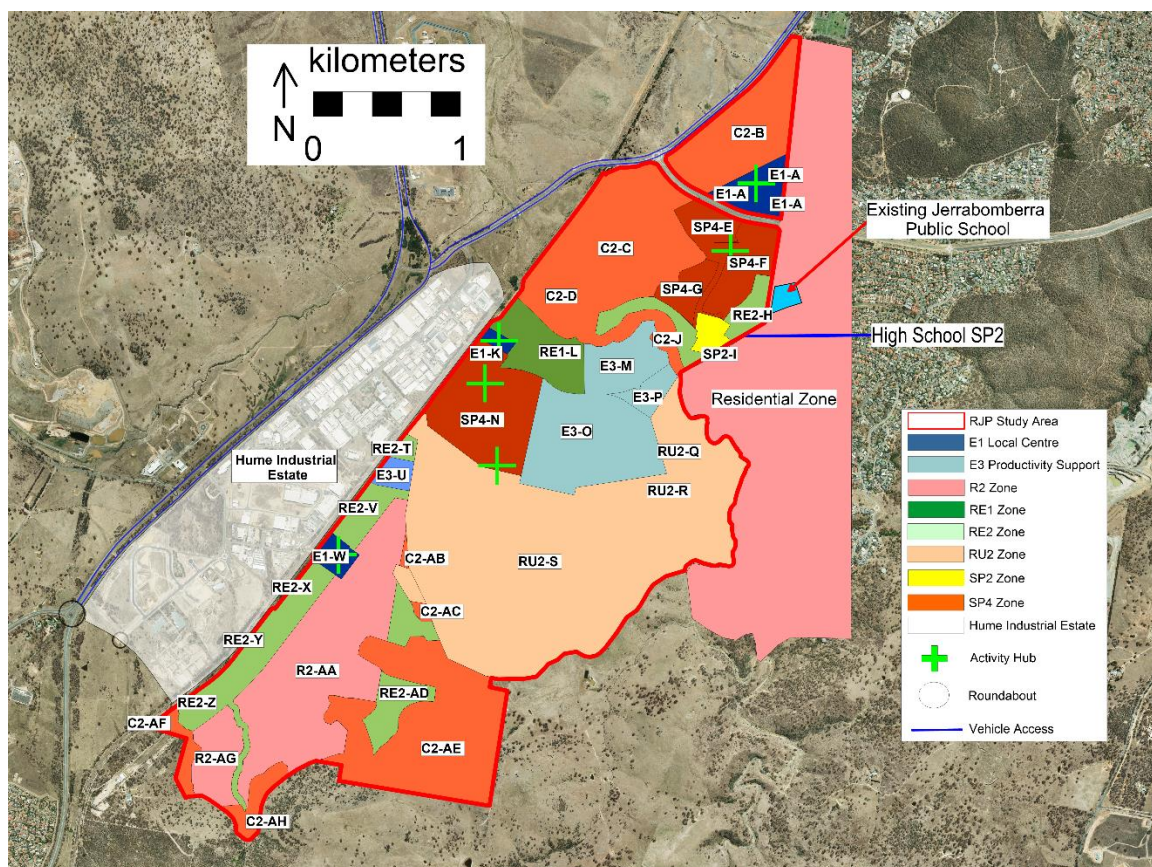 kilometers
N
0
1
C2-B
E1-A
E1-A
E1-A
Existing Jerrabomberra
Public School
SP4-E
C2-C
SP4-F
SP4-G
C2-D
RE2-H
High School SP2
C2-J
SP2-I
E1-K
RE1-L
E3-M
E3-P
Residential Zone
SP4-N
E3-O
RE2-T
RU2-Q
Hume Industrial
Estate
E3-U
RU2-R
RE2-V
E1-W
C2-AB
RU2-S
RE2-X
C2-AC
RE2-Y
R2-AA
RE2-AD
RE2-Z
C2-AF
C2-AE
R2-AG
C2-AH
RJP Study Area
E1 Local Centre
E3 Productivity Support
R2 Zone
RE1 Zone
RE2 Zone
RU2 Zone
SP2 Zone
SP4 Zone
Hume Industrial Estate
Activity Hub
Roundabout
Vehicle Access